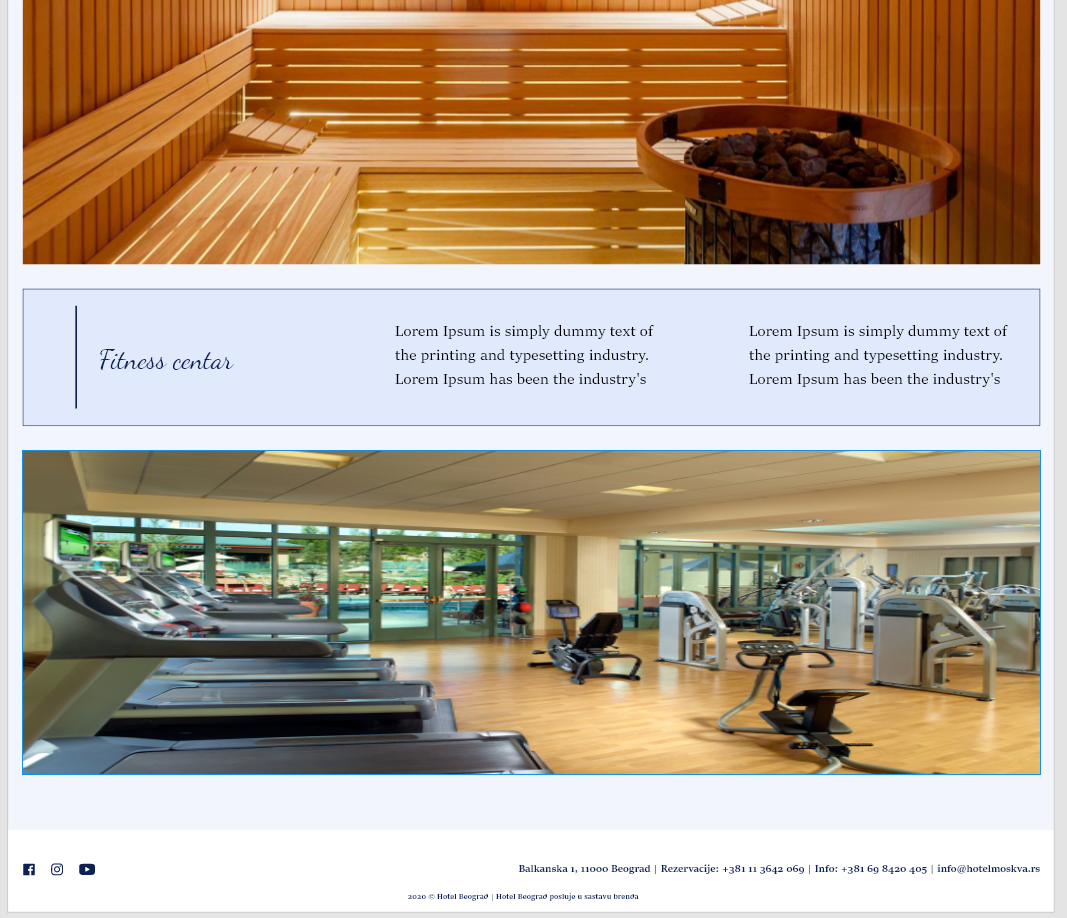 Fitness centar
Lorem Ipsum is simply dummy text of
the printing and typesetting industry.
Lorem Ipsum has been the industry's
Lorem Ipsum is simply dummy text of
the printing and typesetting industry.
Lorem Ipsum has been the industry's
Balkanska 1, 11000 Beograd | Rezervacije: +381 11 3642 069 | Info: +381 69 8420 405 | info@hotelmoskva.rs
2020 © Hotel Beograd | Hotel Beograd posluje u sastavu brenda